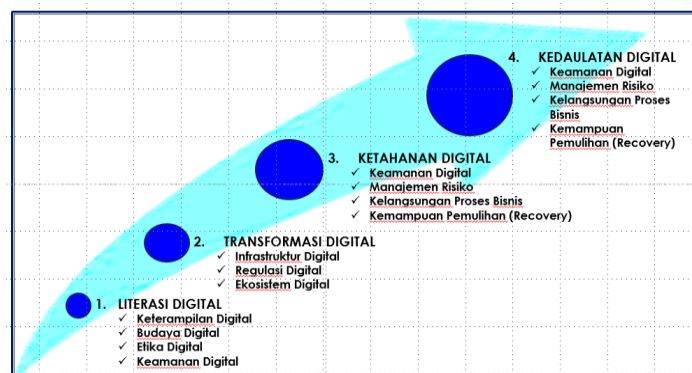 4. KEDAULATAN DIGITAL
✓ Keamanan Digital
✓ Manajemen Risiko
✓ Kelangsungan Proses
Bisnis
✓ Kemampuan
Pemulihan (Recovery)
3. KETAHANAN DIGITAL
✓ Keamanan Digital
✓ Manajemen Risiko
✓ Kelangsungan Proses Bisnis
✓ Kemampuan Pemulihan (Recovery)
2. TRANSFORMASI DIGITAL
✓ Infrastruktur Digital
✓ Regulasi Digital
✓ Ekosistem Digital
1. LITERASI DIGITAL
✓ Keterampilan Digital
✓ Budaya Digital
✓ Etika Digital
✓ Keamanan Digital